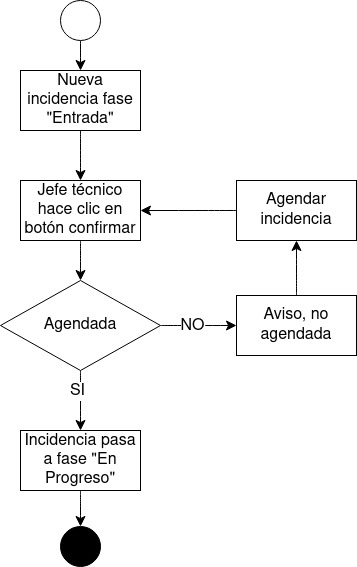 Nueva
incidencia fase
"Entrada"
Jefe técnico
hace clic en
botón confirmar
Agendar
incidencia
Agendada
NO
Aviso, no
agendada
SI
Incidencia pasa
a fase "En
Progreso"